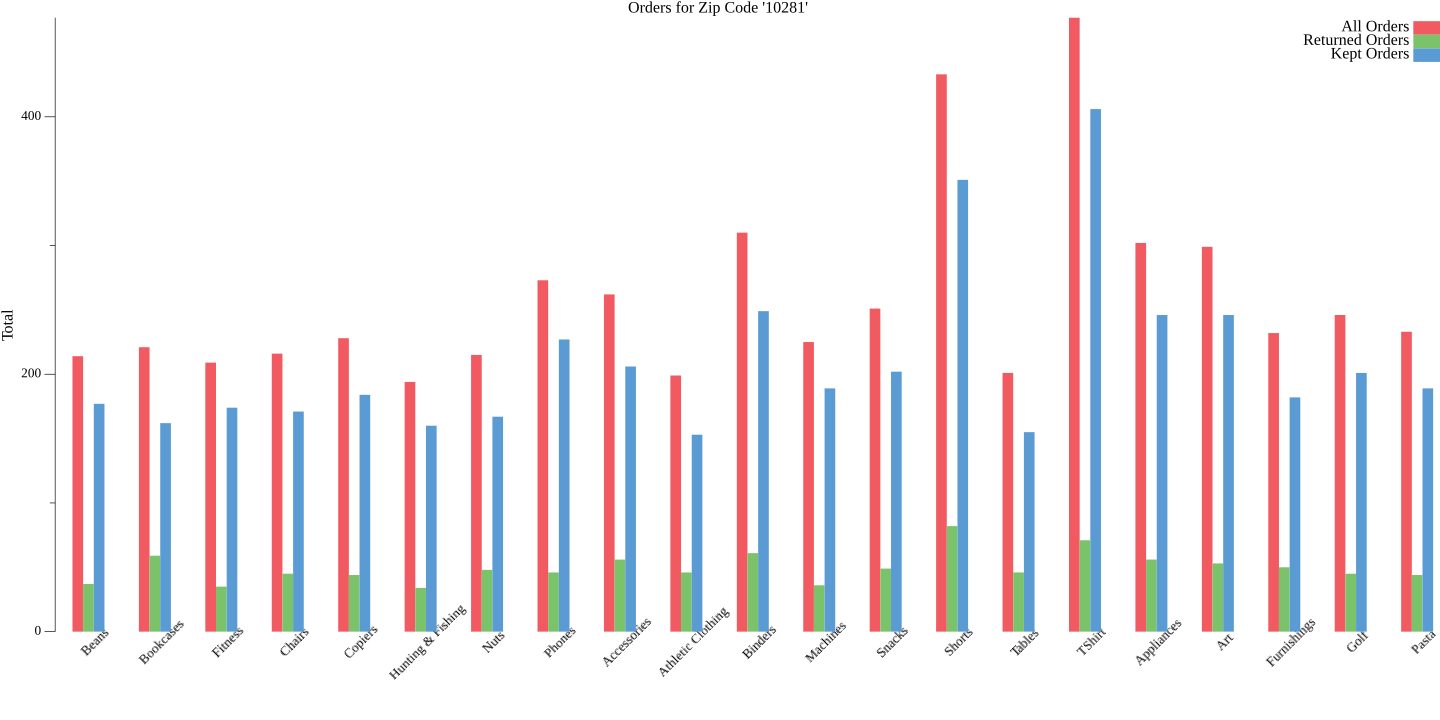 Orders for Zip Code '10281'
All Orders
Returned Orders
Kept Orders
Total
400
200
0
Beans
Bookcases
Fitness
Chairs
Copiers
Hunting & Fishing
Nuts
Phones
Accessories
Athletic Clothing
Binders
Machines
Snacks
Shorts
Tables
TShirt
Appliances
Art
Furnishings
Golf
Pasta